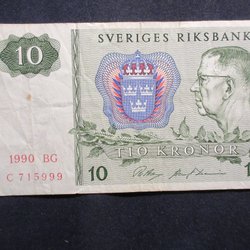 10
SVERIGES RIKSBANK
1990 BG
C 715999
TIO KRONOR
10